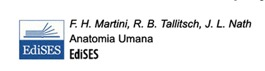 F. H. Martini, R. B. Tallitsch, J. L. Nath
Anatomia Umana
EdiSES
EdiSES